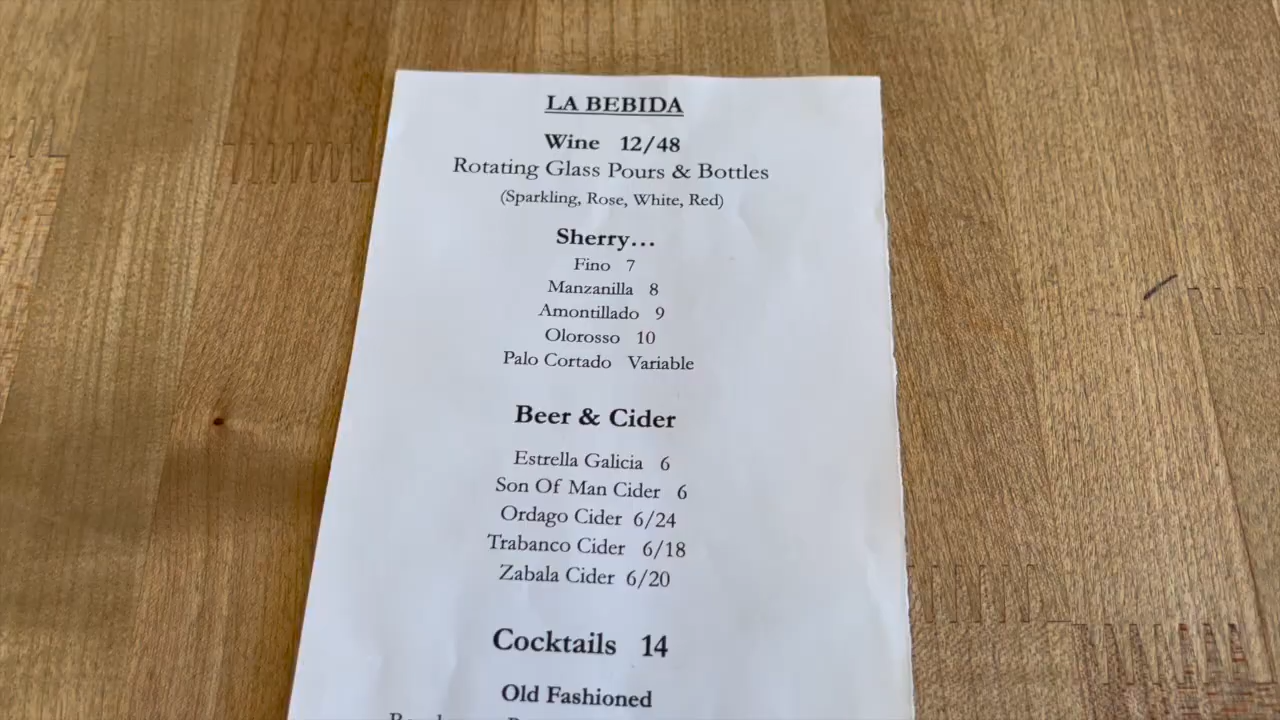 LA BEBIDA
Wine 12/48
Rotating Glass Pours & Bottles
(Sparkling, Rose, White, Red)
Sherry...
Fino 7
Manzanilla 8
Amontillado 9
Olorosso 10
Palo Cortado Variable
Beer & Cider
Estrella Galicia 6
Son Of Man Cider 6
Ordago Cider 6/24
Trabanco Cider 6/18
Zabala Cider 6/20
Cocktails 14
Old Fashioned